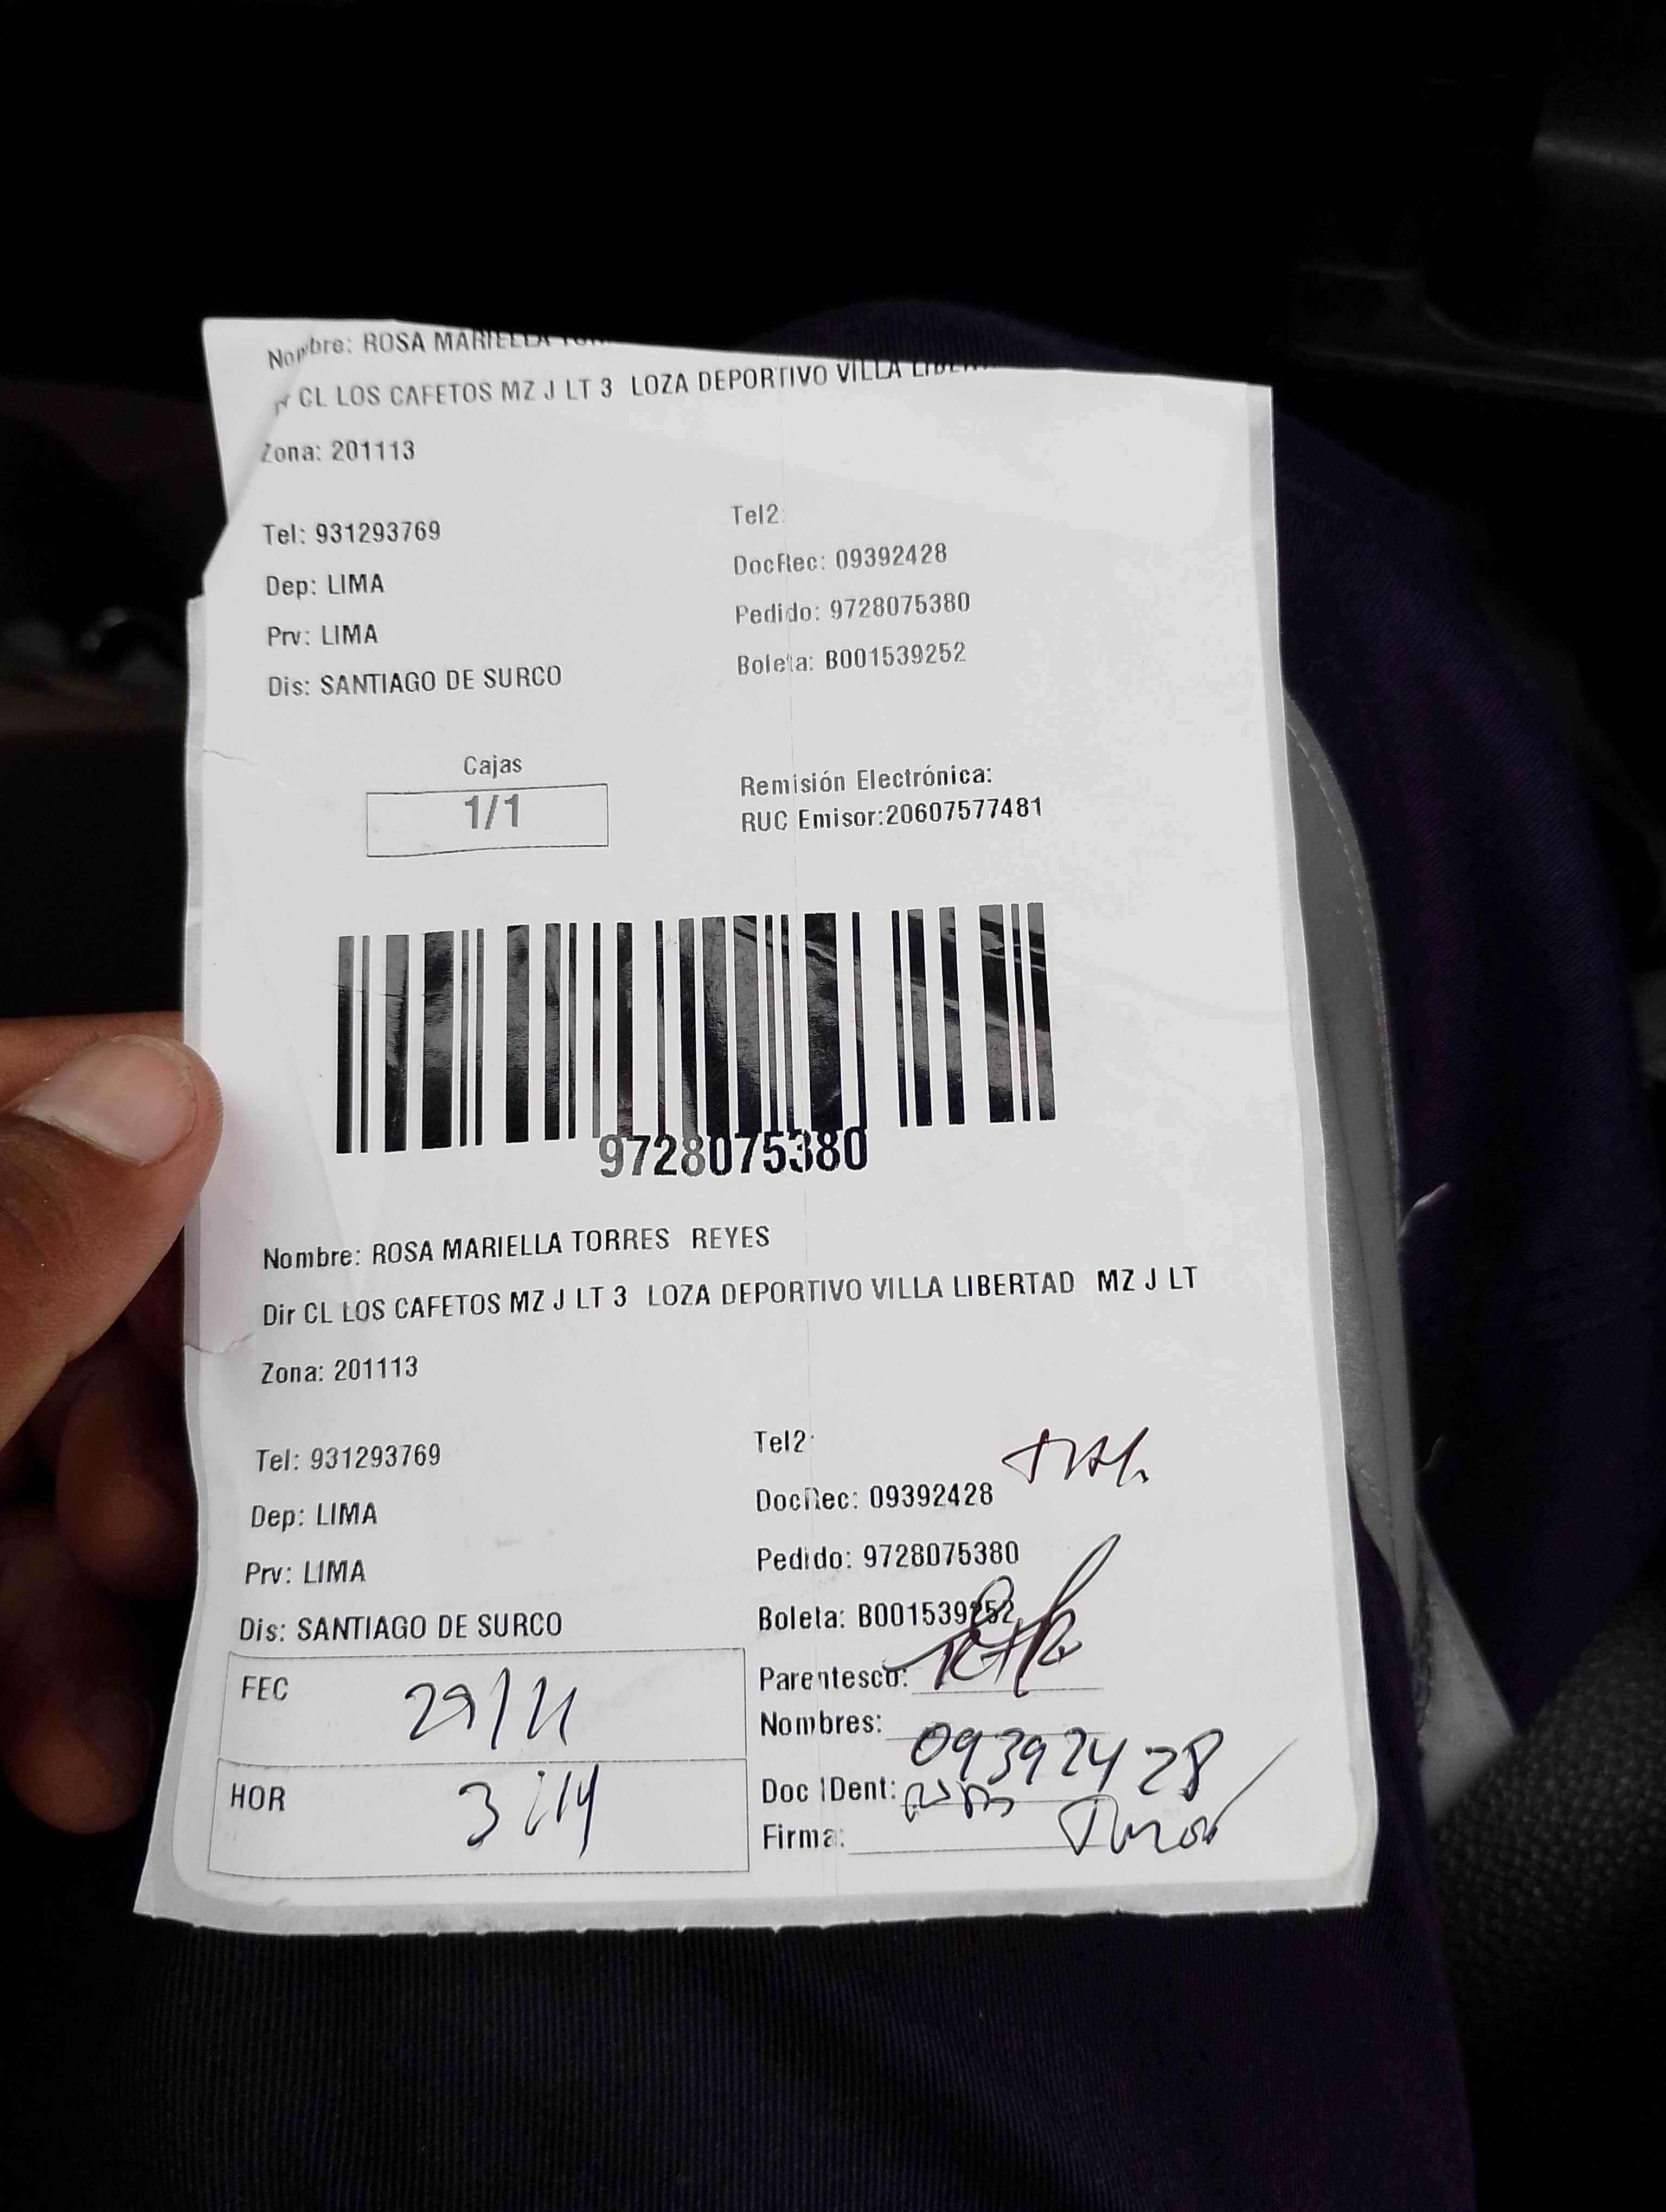 Nombre: ROSA MARIELLA
CL LOS CAFETOS MZ J LT 3 LOZA DEPORTIVO VILLA
Zona: 201113
Tel: 931293769
Tel2:
Dep: LIMA
DocRec: 09392428
Prv: LIMA
Pedido: 9728075380
Dis: SANTIAGO DE SURCO
Boleta: B001539252
Cajas
1/1
Remisión Electrónica:
RUC Emisor:20607577481
9728075380
Nombre: ROSA MARIELLA TORRES REYES
Dir CL LOS CAFETOS MZ J LT 3 LOZA DEPORTIVO VILLA LIBERTAD MZ J LT
Zona: 201113
Tel: 931293769
Tel2:
Dep: LIMA
DocRec: 09392428
Prv: LIMA
Pedido: 9728075380
Dis: SANTIAGO DE SURCO
Boleta: B001539252
FEC 29/11
Parentesco:
Nombres:
09392428
HOR 3:14
Doc IDent:
Firma: